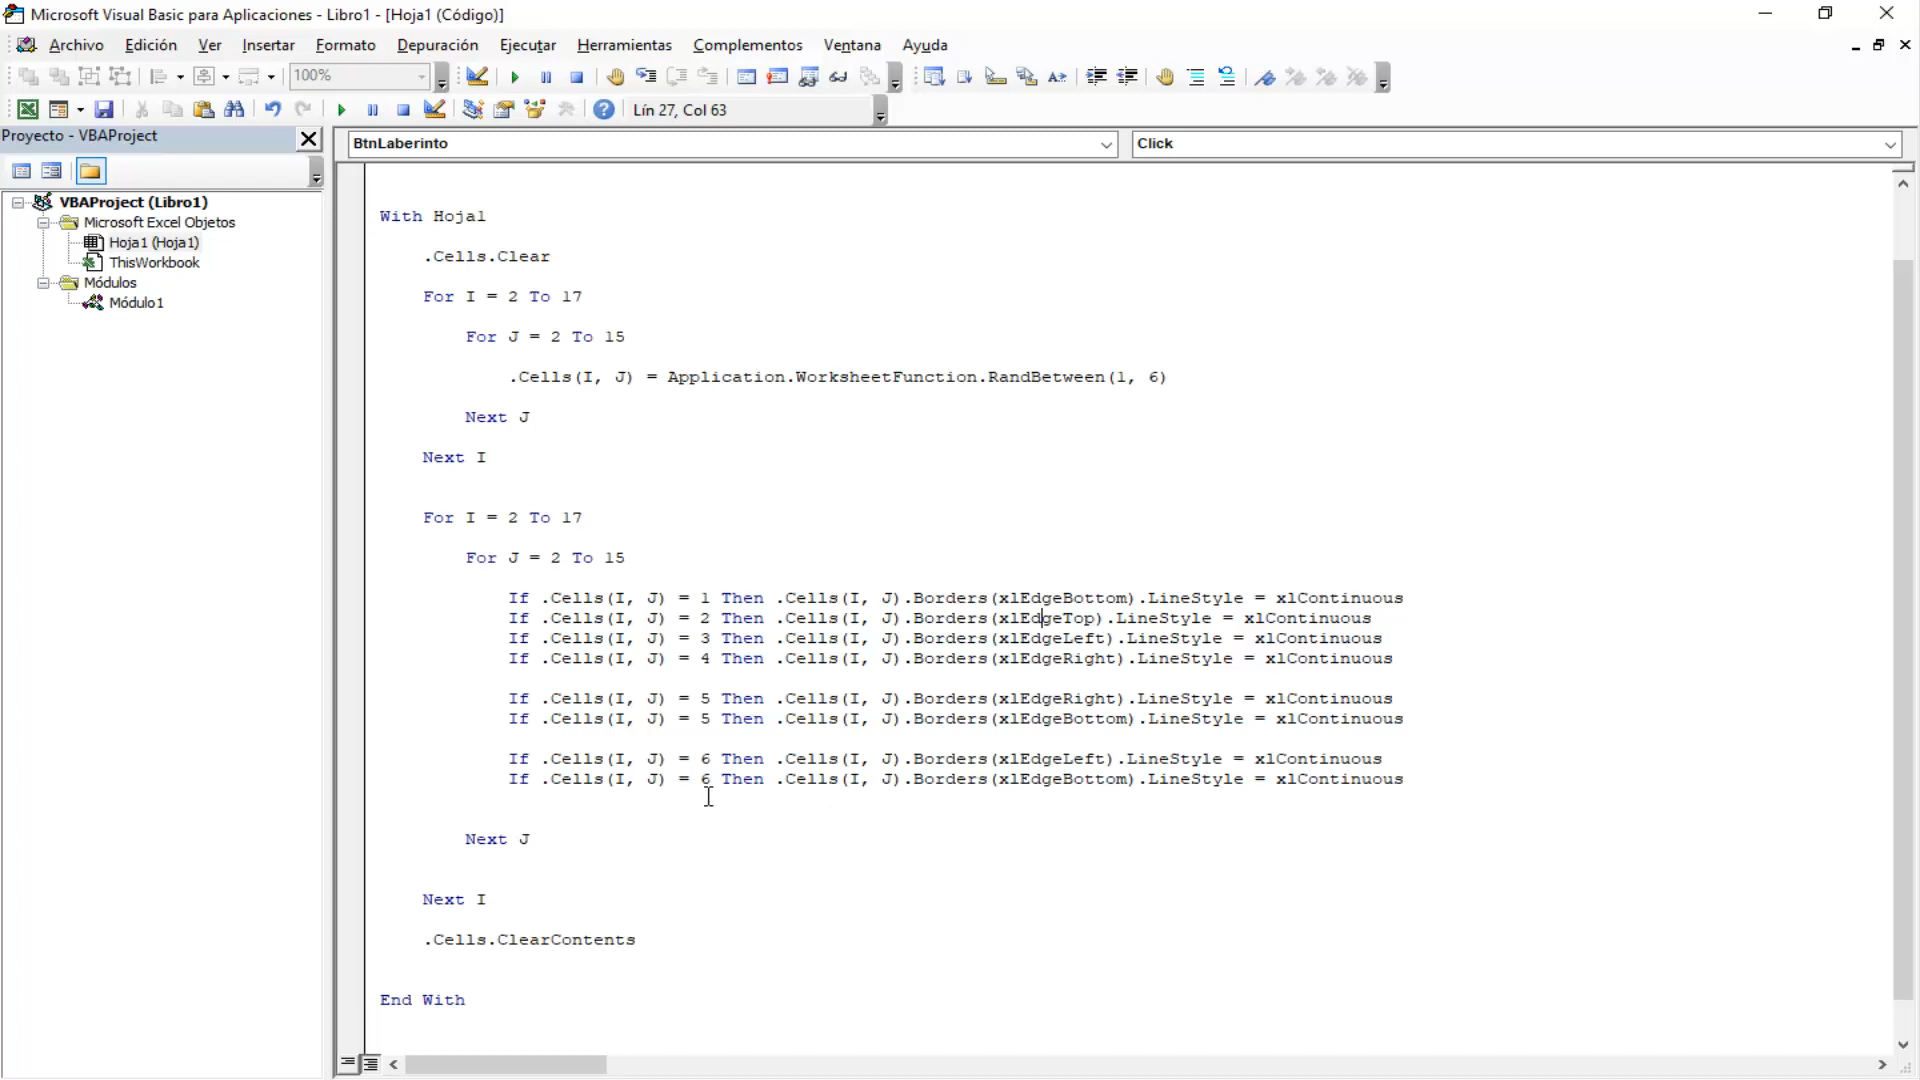 Microsoft Visual Basic para Aplicaciones - Libro1 - [Hoja1 (Código)]
Archivo Edición Ver Insertar Formato Depuración Ejecutar Herramientas Complementos Ventana Ayuda
100%
Lín 27, Col 63
Proyecto - VBAProject
BtnLaberinto
Click
VBAProject (Libro1)
Microsoft Excel Objetos
Hoja1 (Hoja1)
ThisWorkbook
Módulos
Módulo1
With Hoja1
.Cells.Clear
For I = 2 To 17
For J = 2 To 15
.Cells(I, J) = Application.WorksheetFunction.RandBetween(1, 6)
Next J
Next I
For I = 2 To 17
For J = 2 To 15
If .Cells(I, J) = 1 Then .Cells(I, J).Borders(xlEdgeBottom).LineStyle = xlContinuous
If .Cells(I, J) = 2 Then .Cells(I, J).Borders(xlEdgeTop).LineStyle = xlContinuous
If .Cells(I, J) = 3 Then .Cells(I, J).Borders(xlEdgeLeft).LineStyle = xlContinuous
If .Cells(I, J) = 4 Then .Cells(I, J).Borders(xlEdgeRight).LineStyle = xlContinuous
If .Cells(I, J) = 5 Then .Cells(I, J).Borders(xlEdgeRight).LineStyle = xlContinuous
If .Cells(I, J) = 5 Then .Cells(I, J).Borders(xlEdgeBottom).LineStyle = xlContinuous
If .Cells(I, J) = 6 Then .Cells(I, J).Borders(xlEdgeLeft).LineStyle = xlContinuous
If .Cells(I, J) = 6 Then .Cells(I, J).Borders(xlEdgeBottom).LineStyle = xlContinuous
Next J
Next I
.Cells.ClearContents
End With